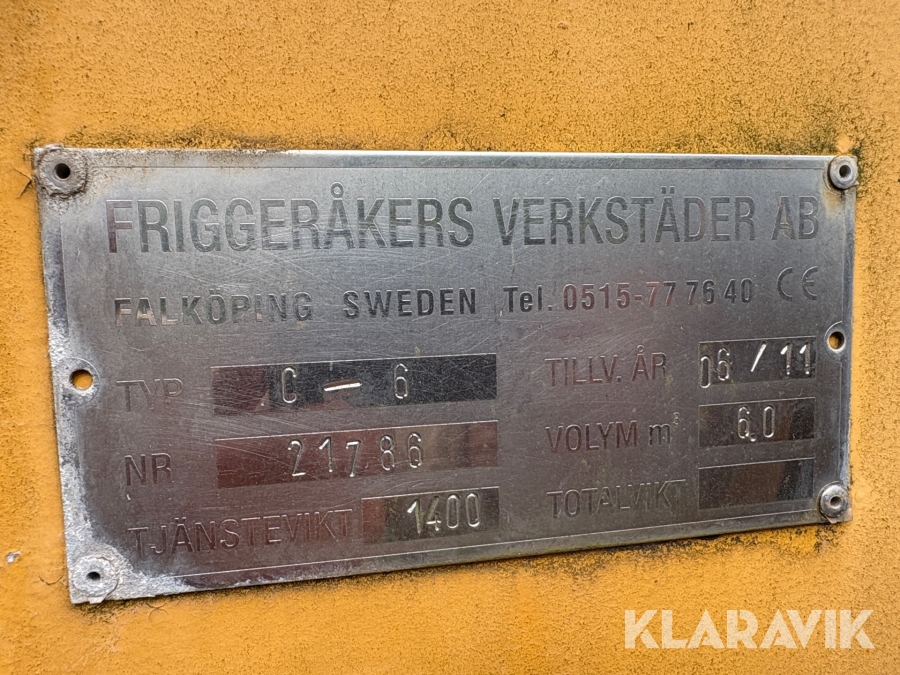 FRIGGERÅKERS VERKSTÄDER AB
FALKÖPING SWEDEN Tel. 0515-77 76 40 CE
TYP C - 6 TILLV. ÅR 06/11
NR 21786 VOLYM m³ 6.0
TJÄNSTEVIKT 1400 TOTALVIKT
KLARAVIK